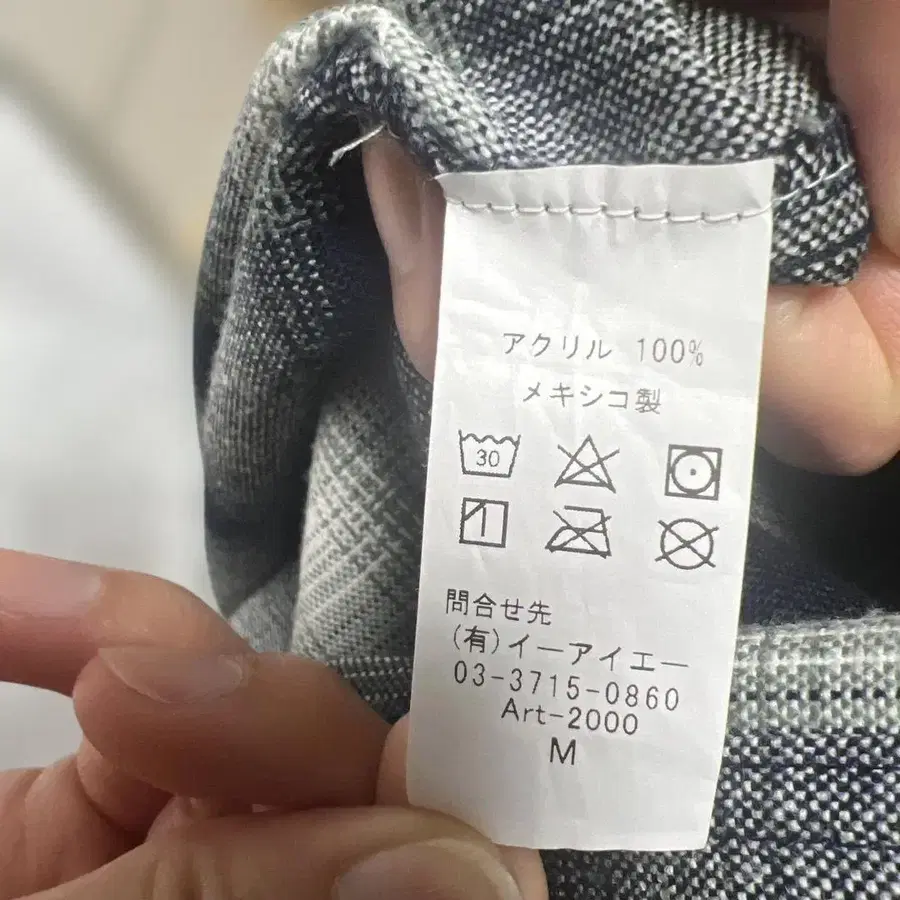 アクリル 100%
メキシコ製
30
問合せ先
(有)イーアイエー
03-3715-0860
Art-2000
M